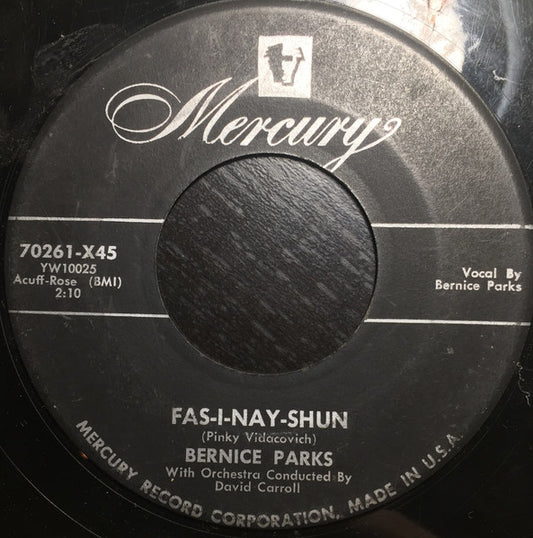 Mercury
70261-X45
YW10025
Acuff-Rose (BMI)
2:10
Vocal By
Bernice Parks
FAS-I-NAY-SHUN
(Pinky Vidacovich)
BERNICE PARKS
With Orchestra Conducted By
David Carroll
MERCURY RECORD CORPORATION, MADE IN U.S.A.